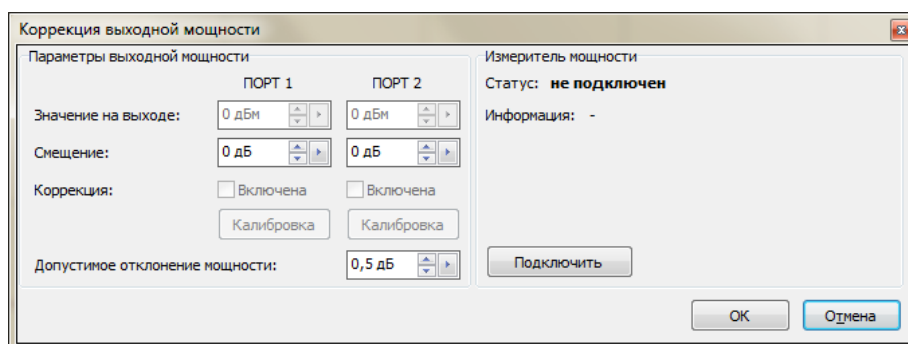 Коррекция выходной мощности
Параметры выходной мощности
ПОРТ 1 ПОРТ 2
Значение на выходе: 0 дБм 0 дБм
Смещение: 0 дБ 0 дБ
Коррекция: Включена Включена
Калибровка Калибровка
Допустимое отклонение мощности: 0,5 дБ
Измеритель мощности
Статус: не подключен
Информация: -
Подключить
ОК Отмена